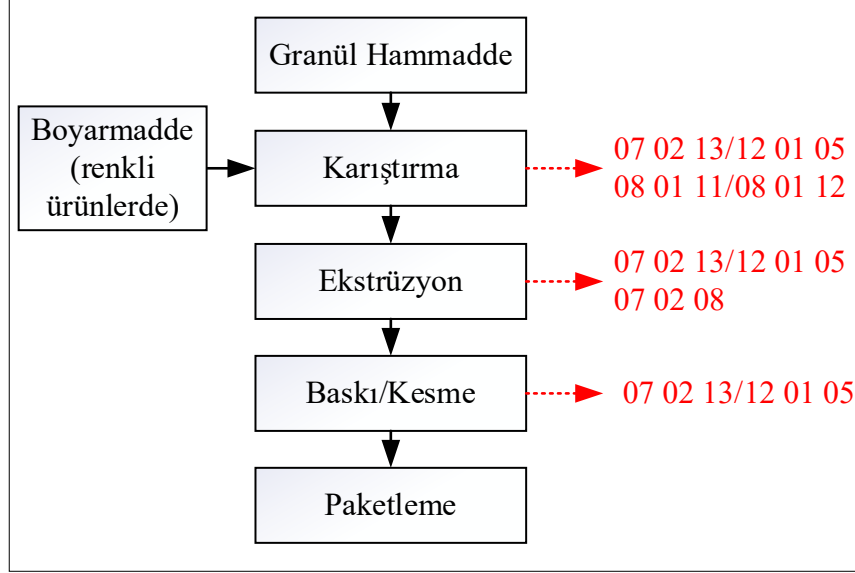 Granül Hammadde
Boyarmadde
(renkli
ürünlerde)
Karıştırma
07 02 13/12 01 05
08 01 11/08 01 12
Ekstrüzyon
07 02 13/12 01 05
07 02 08
Baskı/Kesme
07 02 13/12 01 05
Paketleme